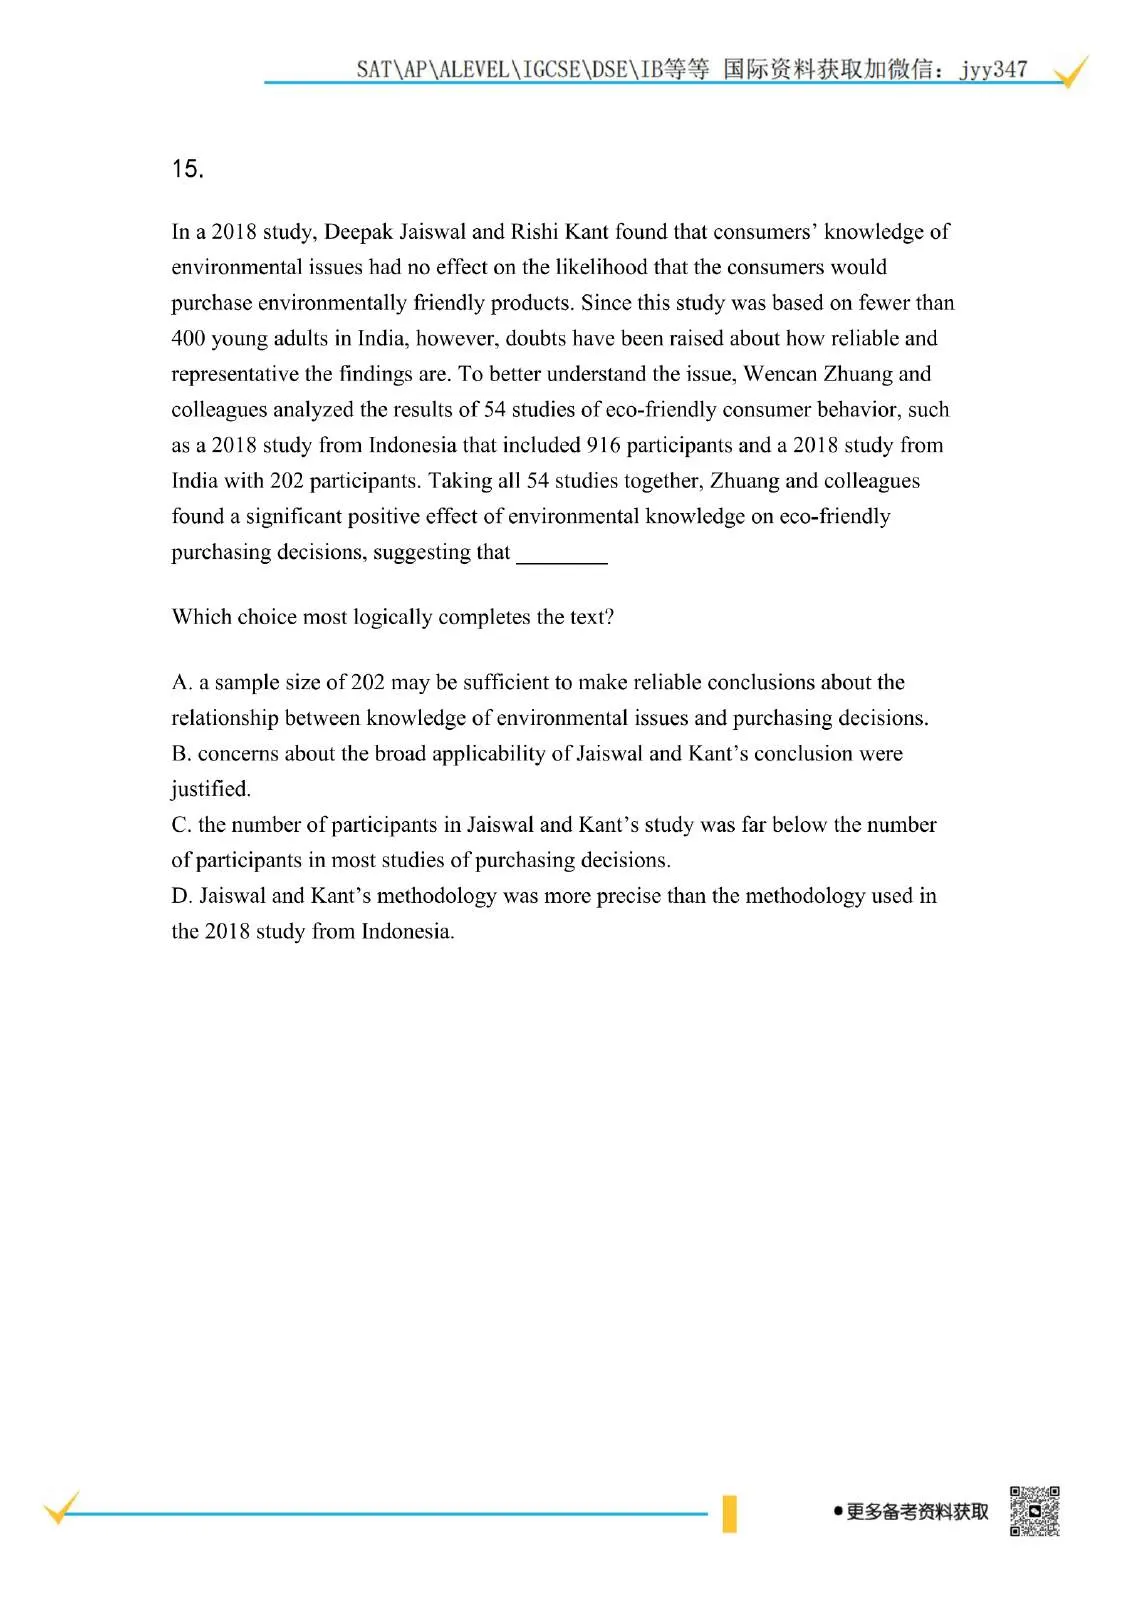 SAT\AP\ALEVEL\IGCSE\DSE\IB等等 国际资料获取加微信: jyy347
15.
In a 2018 study, Deepak Jaiswal and Rishi Kant found that consumers’ knowledge of
environmental issues had no effect on the likelihood that the consumers would
purchase environmentally friendly products. Since this study was based on fewer than
400 young adults in India, however, doubts have been raised about how reliable and
representative the findings are. To better understand the issue, Wencan Zhuang and
colleagues analyzed the results of 54 studies of eco-friendly consumer behavior, such
as a 2018 study from Indonesia that included 916 participants and a 2018 study from
India with 202 participants. Taking all 54 studies together, Zhuang and colleagues
found a significant positive effect of environmental knowledge on eco-friendly
purchasing decisions, suggesting that ________
Which choice most logically completes the text?
A. a sample size of 202 may be sufficient to make reliable conclusions about the
relationship between knowledge of environmental issues and purchasing decisions.
B. concerns about the broad applicability of Jaiswal and Kant’s conclusion were
justified.
C. the number of participants in Jaiswal and Kant’s study was far below the number
of participants in most studies of purchasing decisions.
D. Jaiswal and Kant’s methodology was more precise than the methodology used in
the 2018 study from Indonesia.
•更多备考资料获取